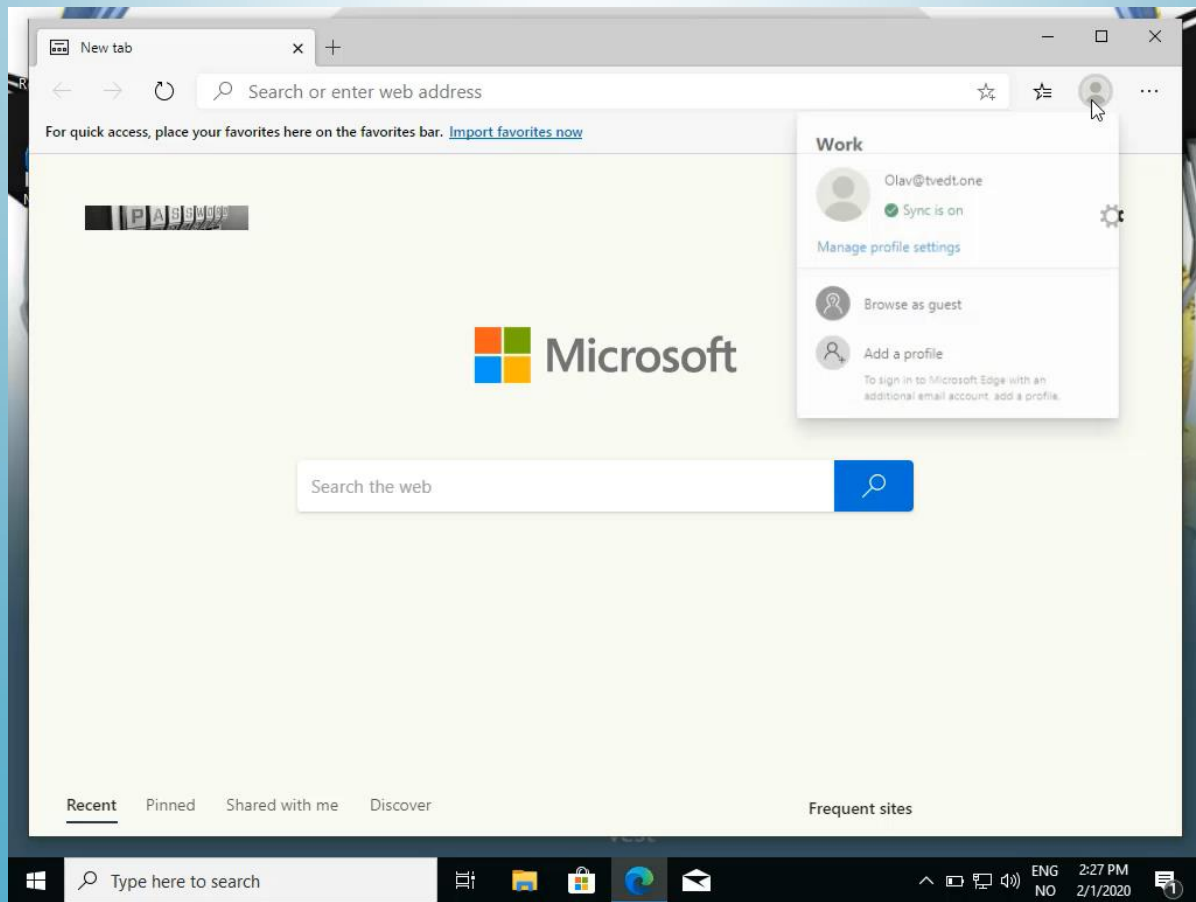 New tab
Search or enter web address
For quick access, place your favorites here on the favorites bar. Import favorites now
Work
Olav@tvedt.one
Sync is on
Manage profile settings
PASSWORD
Browse as guest
Add a profile
To sign in to Microsoft Edge with an
additional email account, add a profile.
Microsoft
Search the web
Recent Pinned Shared with me Discover
Frequent sites
Type here to search
ENG
NO
2:27 PM
2/1/2020
1